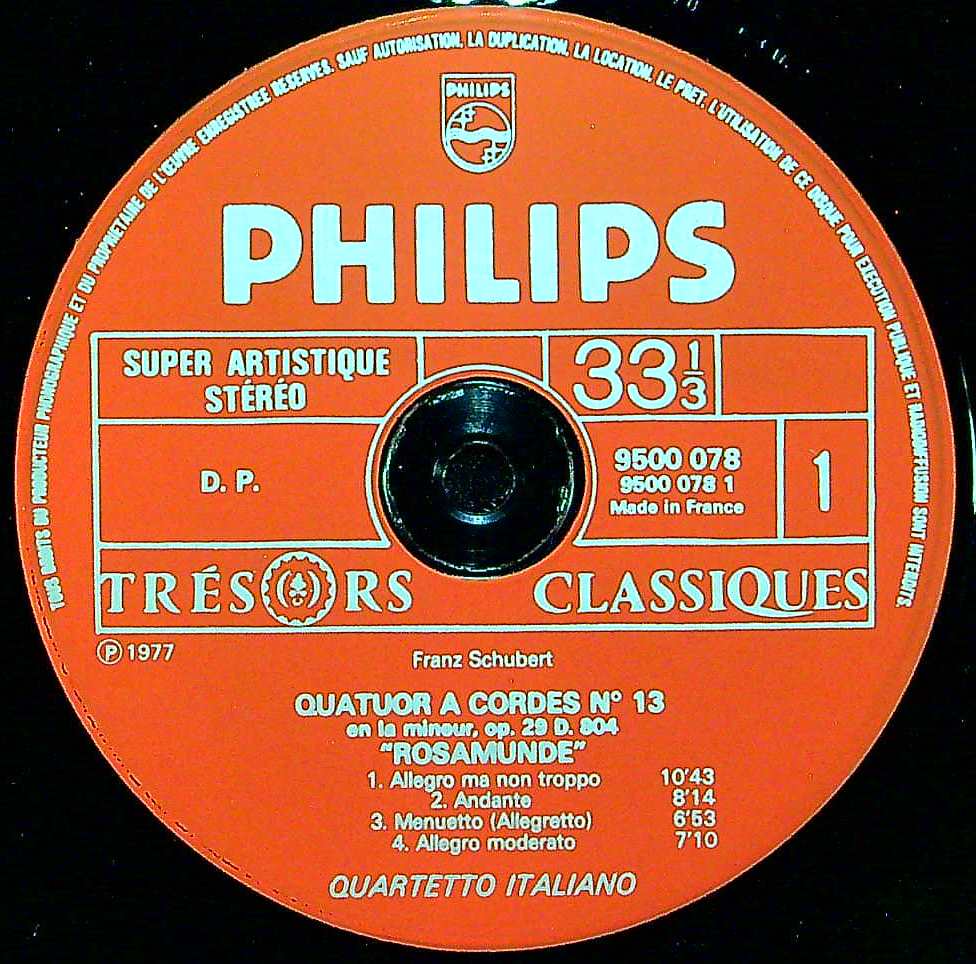 TOUS DROITS DU PRODUCTEUR PHONOGRAPHIQUE ET DU PROPRIETAIRE DE L'ŒUVRE ENREGISTREE RESERVES. SAUF AUTORISATION, LA DUPLICATION, LA LOCATION, LE PRET, L'UTILISATION DE CE DISQUE POUR EXECUTION PUBLIQUE ET RADIODIFFUSION SONT INTERDITS.
PHILIPS
PHILIPS
SUPER ARTISTIQUE
STÉRÉO
33 1/3
D. P.
9500 078
9500 078 1
Made in France
1
TRÉSORS CLASSIQUES
Ⓟ 1977
Franz Schubert
QUATUOR A CORDES N° 13
en la mineur, op. 29 D. 804
"ROSAMUNDE"
1. Allegro ma non troppo 10'43
2. Andante 8'14
3. Menuetto (Allegretto) 6'53
4. Allegro moderato 7'10
QUARTETTO ITALIANO